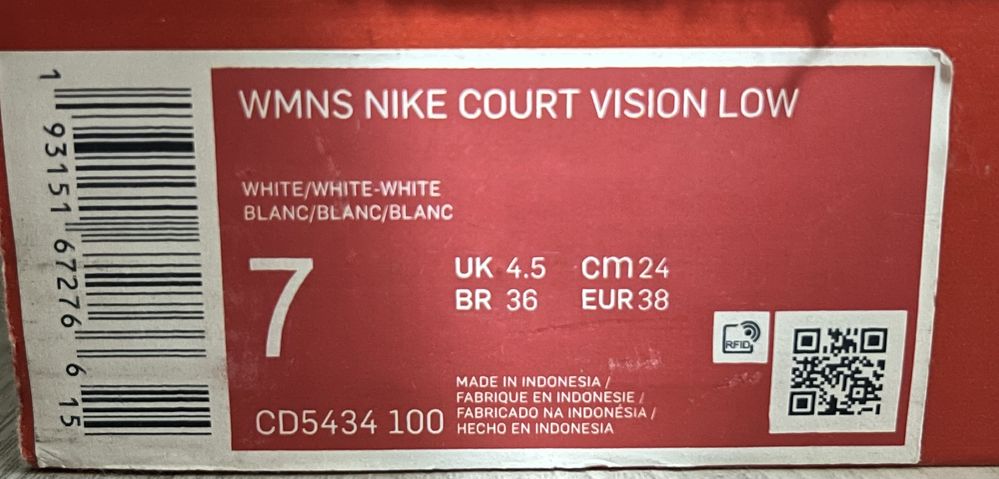 1 93151 67276 6 15
WMNS NIKE COURT VISION LOW
WHITE/WHITE-WHITE
BLANC/BLANC/BLANC
7
UK 4.5 cm 24
BR 36 EUR 38
RFID
MADE IN INDONESIA /
FABRIQUE EN INDONESIE /
FABRICADO NA INDONÉSIA /
HECHO EN INDONESIA
CD5434 100